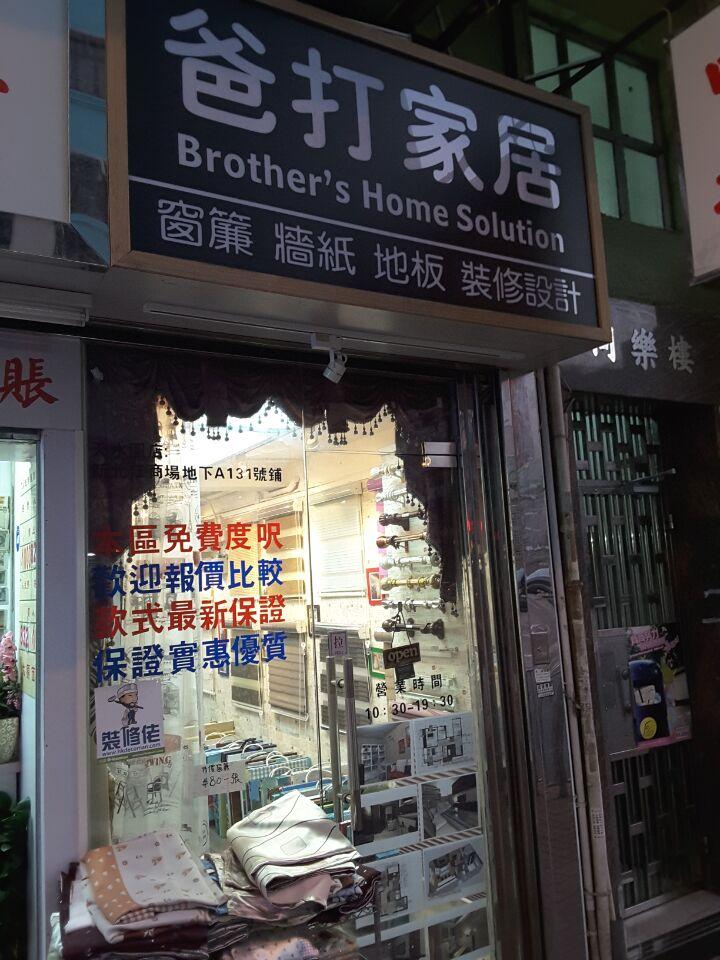 爸打家居
Brother's Home Solution
窗簾 牆紙 地板 裝修設計
樂樓
賬
商場地下A131號鋪
本區免費度呎
歡迎報價比較
款式最新保證
保證實惠優質
拉
open
營業時間
10:30-19:30
裝修佬
$80一張